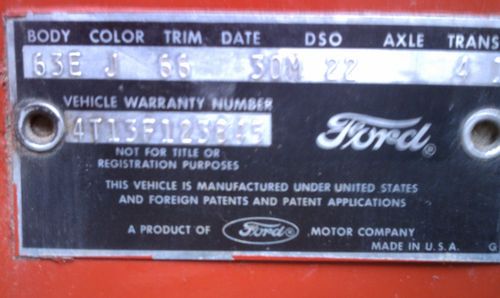 BODY COLOR TRIM DATE DSO AXLE TRANS
63E J 66 30M 22 4
VEHICLE WARRANTY NUMBER
Ford
NOT FOR TITLE OR
REGISTRATION PURPOSES
THIS VEHICLE IS MANUFACTURED UNDER UNITED STATES
AND FOREIGN PATENTS AND PATENT APPLICATIONS
A PRODUCT OF Ford MOTOR COMPANY
MADE IN U.S.A.